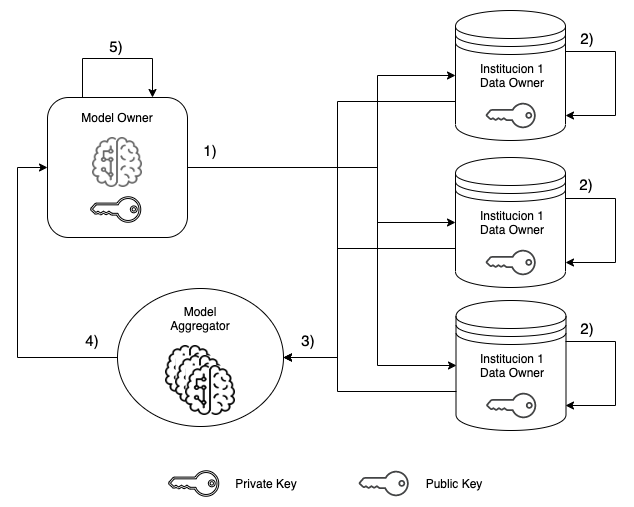 5)
Model Owner
1)
Institucion 1
Data Owner
2)
Institucion 1
Data Owner
2)
Institucion 1
Data Owner
2)
Model
Aggregator
3)
4)
Private Key
Public Key